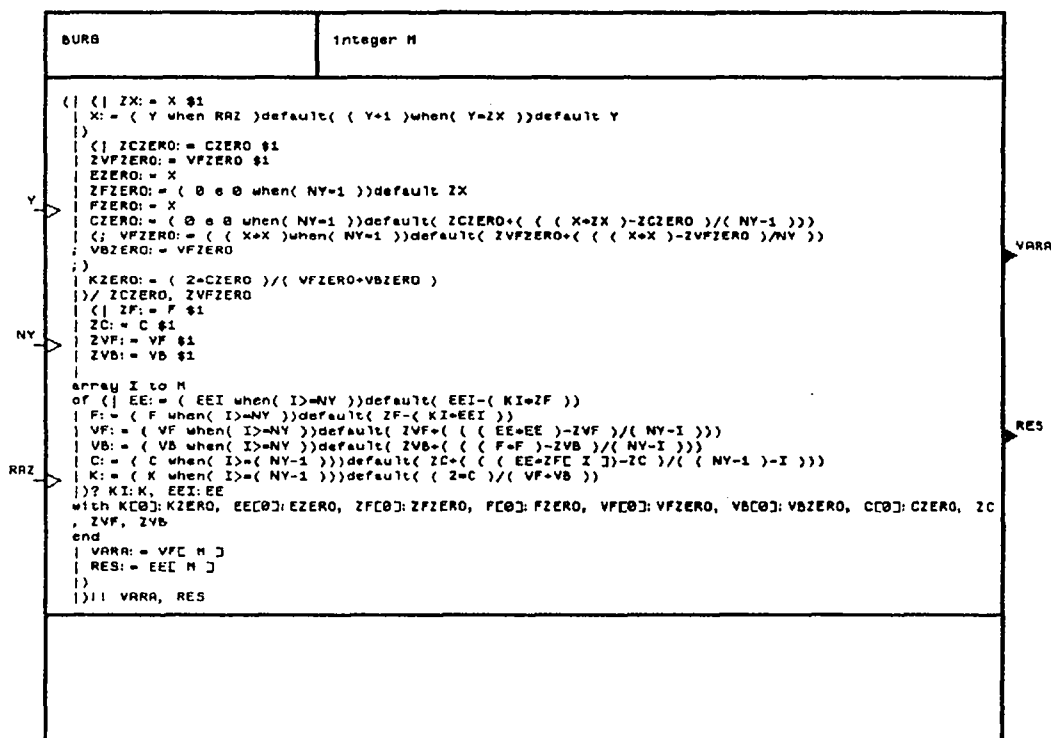 BURG
integer M
(| (| ZX: = X $1
| X: = ( Y when RAZ )default( ( Y+1 )when( Y=ZX ))default Y
|)
| (| ZCZERO: = CZERO $1
| ZVFZERO: = VFZERO $1
| EZERO: = X
| ZFZERO: = ( 0 e 0 when( NY=1 ))default ZX
| FZERO: = X
| CZERO: = ( 0 e 0 when( NY=1 ))default( ZCZERO+( ( ( X*ZX )-ZCZERO )/( NY-1 )))
| (; VFZERO: = ( ( X*X )when( NY=1 ))default( ZVFZERO+( ( ( X*X )-ZVFZERO )/NY ))
; VBZERO: = VFZERO
;)
| KZERO: = ( 2*CZERO )/( VFZERO+VBZERO )
|)/ ZCZERO, ZVFZERO
| (| ZF: = F $1
| ZC: = C $1
| ZVF: = VF $1
| ZVB: = VB $1
|
array I to M
of (| EE: = ( EEI when( I>=NY ))default( EEI-( KI*ZF ))
| F: = ( F when( I>=NY ))default( ZF-( KI*EEI ))
| VF: = ( VF when( I>=NY ))default( ZVF+( ( ( EE*EE )-ZVF )/( NY-I )))
| VB: = ( VB when( I>=NY ))default( ZVB+( ( ( F*F )-ZVB )/( NY-I )))
| C: = ( C when( I>=( NY-1 )))default( ZC+( ( ( EE*ZF[ I ])-ZC )/( ( NY-1 )-I )))
| K: = ( K when( I>=( NY-1 )))default( ( 2*C )/( VF+VB ))
|)? KI:K, EEI:EE
with K[0]:KZERO, EE[0]:EZERO, ZF[0]:ZFZERO, F[0]:FZERO, VF[0]:VFZERO, VB[0]:VBZERO, C[0]:CZERO, ZC
, ZVF, ZVB
end
| VARA: = VF[ M ]
| RES: = EE[ M ]
|)
|)!! VARA, RES
Y
NY
RAZ
VARA
RES